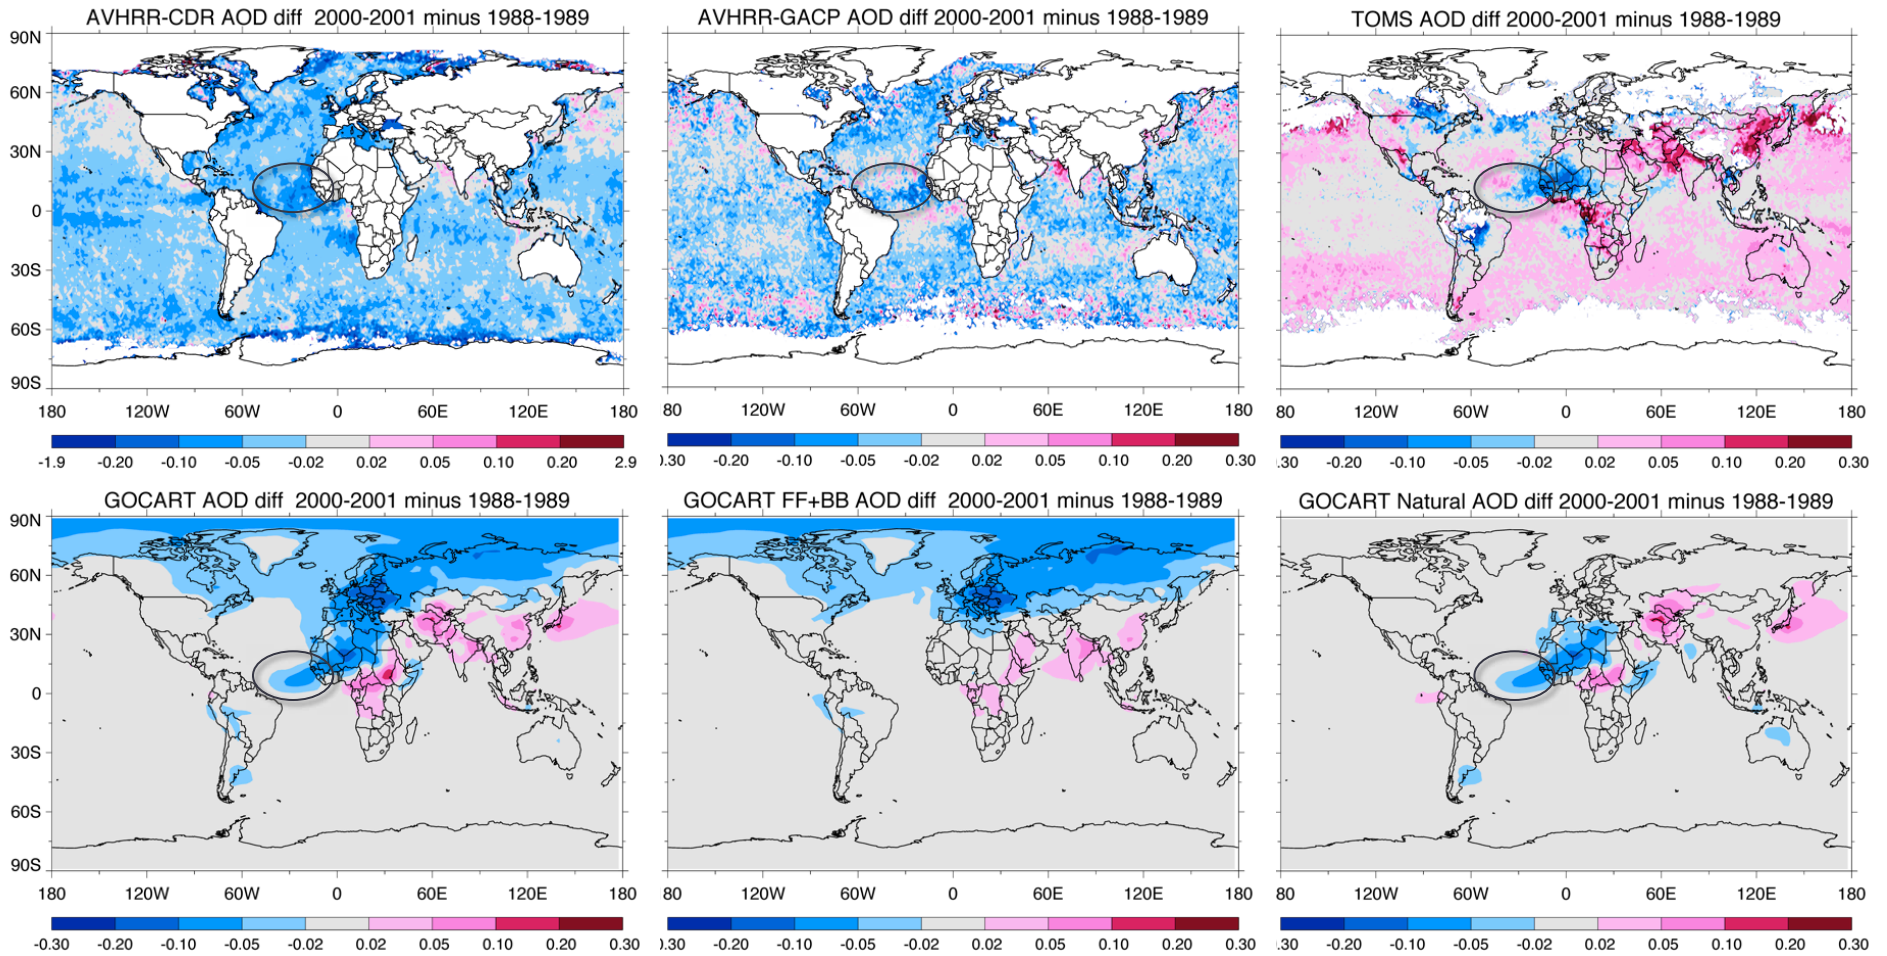 AVHRR-CDR AOD diff 2000-2001 minus 1988-1989
AVHRR-GACP AOD diff 2000-2001 minus 1988-1989
TOMS AOD diff 2000-2001 minus 1988-1989
90N
60N
30N
0
30S
60S
90S
180 120W 60W 0 60E 120E 180
80 120W 60W 0 60E 120E 180
80 120W 60W 0 60E 120E 180
-1.9 -0.20 -0.10 -0.05 -0.02 0.02 0.05 0.10 0.20 2.9
.30 -0.20 -0.10 -0.05 -0.02 0.02 0.05 0.10 0.20 0.30
.30 -0.20 -0.10 -0.05 -0.02 0.02 0.05 0.10 0.20 0.30
GOCART AOD diff 2000-2001 minus 1988-1989
GOCART FF+BB AOD diff 2000-2001 minus 1988-1989
GOCART Natural AOD diff 2000-2001 minus 1988-1989
90N
60N
30N
0
30S
60S
90S
180 120W 60W 0 60E 120E 180
80 120W 60W 0 60E 120E 180
80 120W 60W 0 60E 120E 180
-0.30 -0.20 -0.10 -0.05 -0.02 0.02 0.05 0.10 0.20 0.30
.30 -0.20 -0.10 -0.05 -0.02 0.02 0.05 0.10 0.20 0.30
.30 -0.20 -0.10 -0.05 -0.02 0.02 0.05 0.10 0.20 0.30